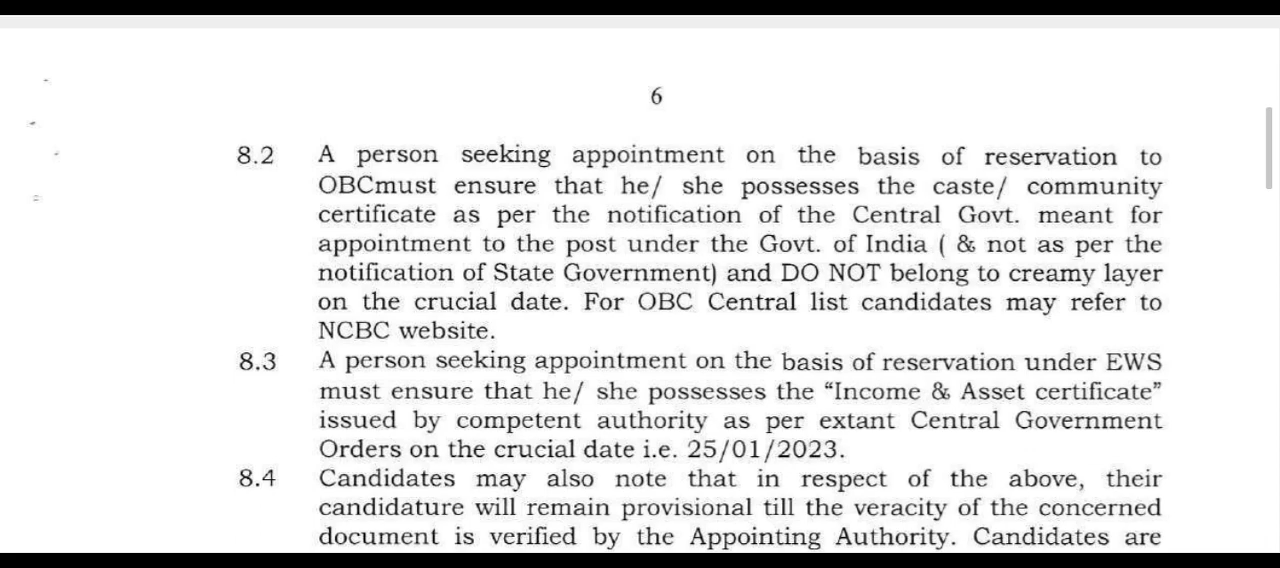 6
8.2 A person seeking appointment on the basis of reservation to
OBCmust ensure that he/ she possesses the caste/ community
certificate as per the notification of the Central Govt. meant for
appointment to the post under the Govt. of India ( & not as per the
notification of State Government) and DO NOT belong to creamy layer
on the crucial date. For OBC Central list candidates may refer to
NCBC website.
8.3 A person seeking appointment on the basis of reservation under EWS
must ensure that he/ she possesses the “Income & Asset certificate”
issued by competent authority as per extant Central Government
Orders on the crucial date i.e. 25/01/2023.
8.4 Candidates may also note that in respect of the above, their
candidature will remain provisional till the veracity of the concerned
document is verified by the Appointing Authority. Candidates are